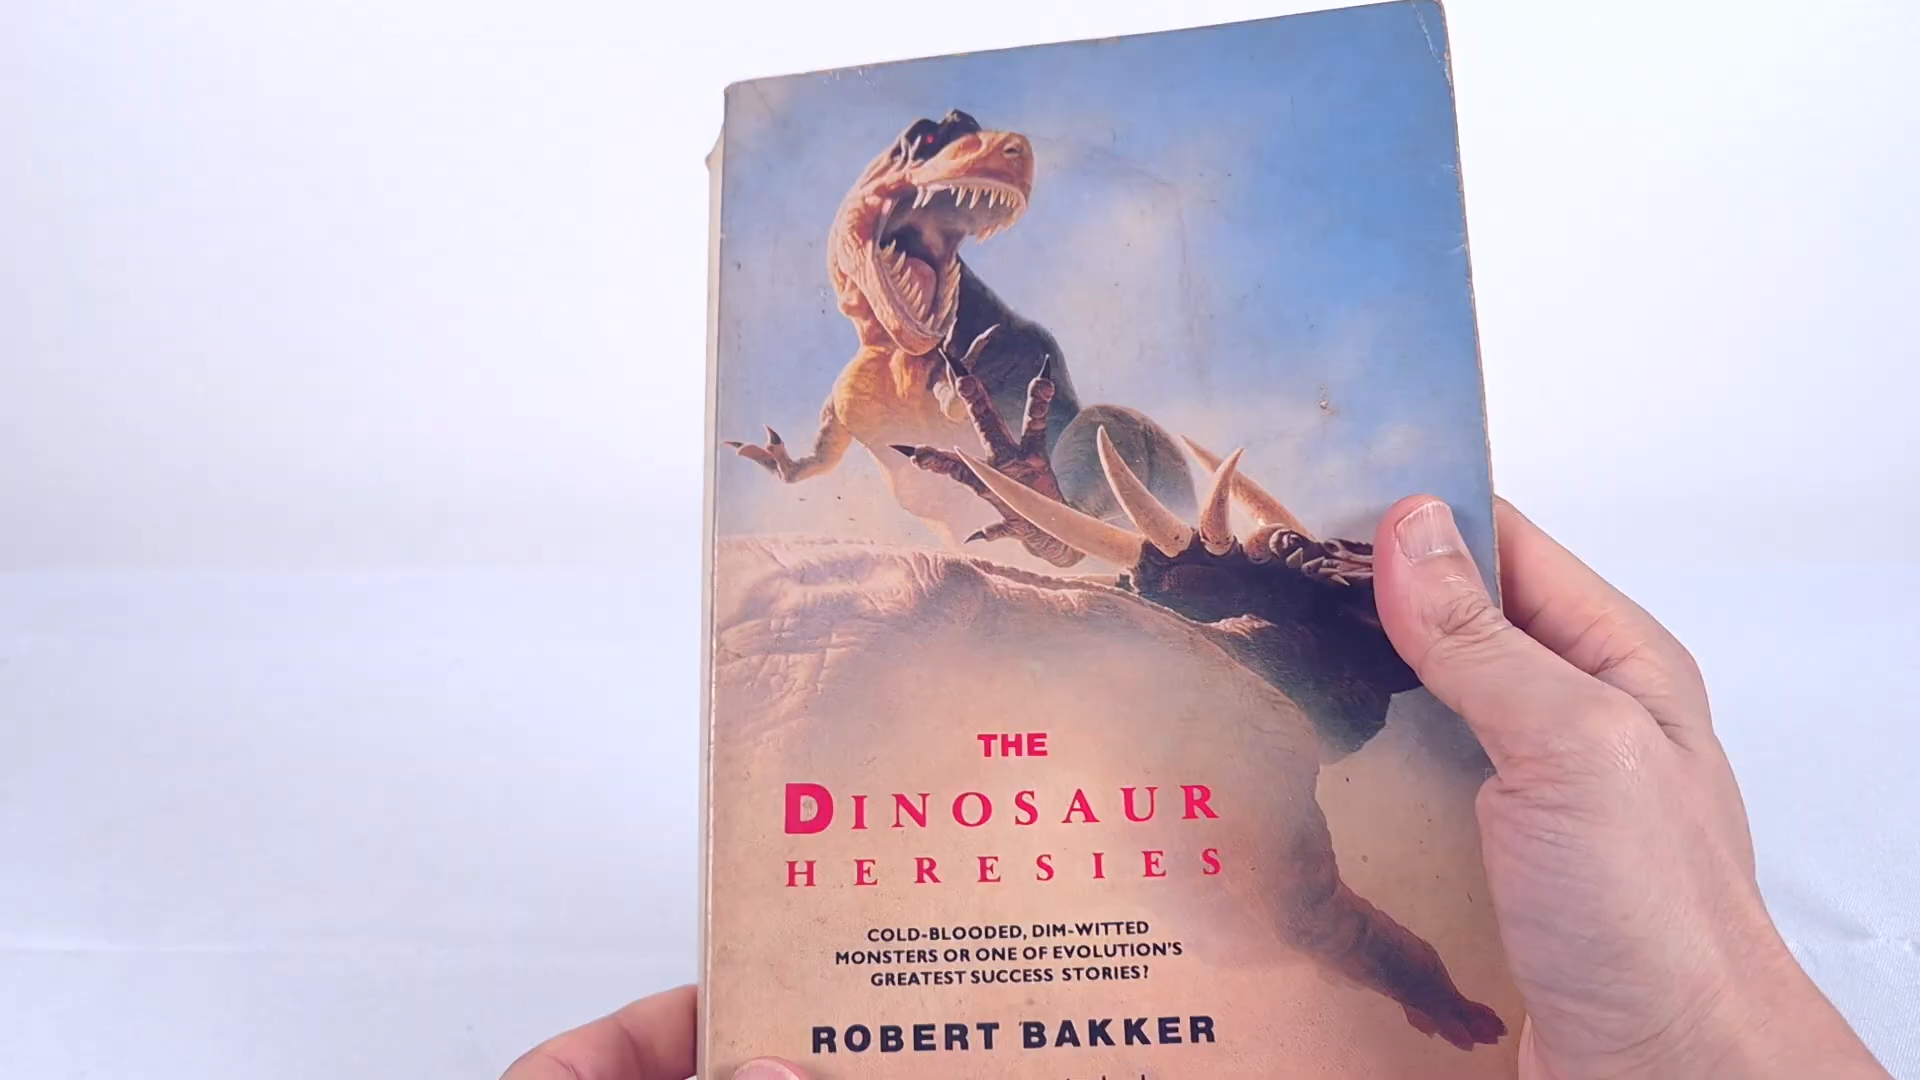 THE
DINOSAUR
HERESIES
COLD-BLOODED, DIM-WITTED
MONSTERS OR ONE OF EVOLUTION'S
GREATEST SUCCESS STORIES?
ROBERT BAKKER